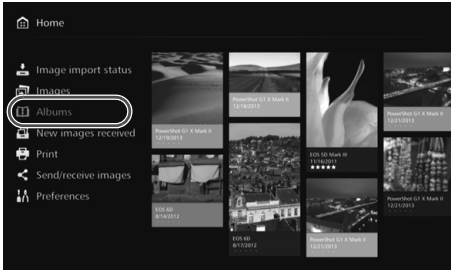 Home
Image import status
Images
Albums
New images received
Print
Send/receive images
Preferences
PowerShot G1 X Mark II
12/19/2013
EOS 6D
8/14/2012
PowerShot G1 X Mark II
12/18/2013
EOS 6D
8/17/2012
EOS 5D Mark III
11/16/2011
★★★★★
PowerShot G1 X Mark II
12/21/2013
PowerShot G1 X Mark II
12/21/2013
PowerShot G1 X Mark II
12/21/2013